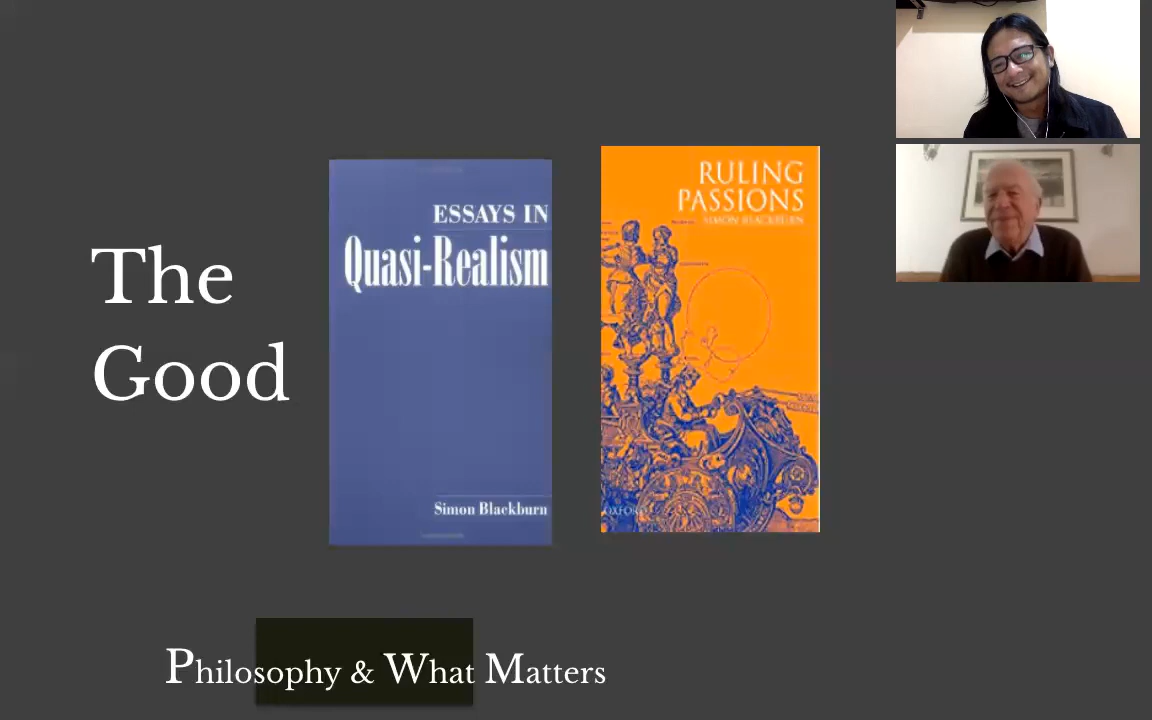 The
Good
ESSAYS IN
Quasi-Realism
Simon Blackburn
RULING
PASSIONS
SIMON BLACKBURN
OXFORD
Philosophy & What Matters